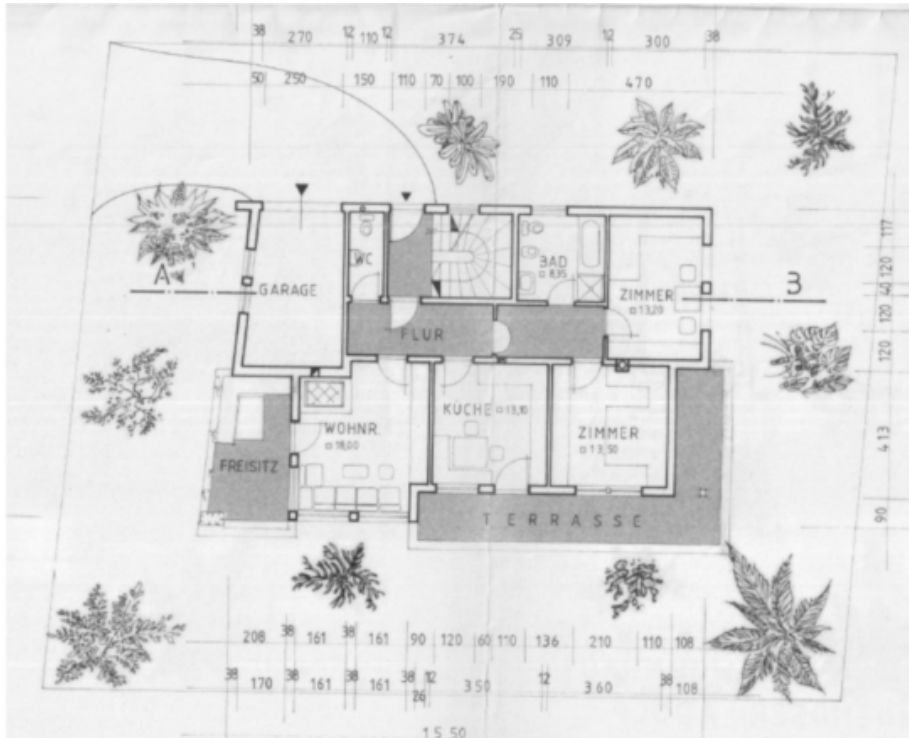 38 270 12 110 12 374 25 309 12 300 38
50 250 150 110 70 100 190 110 470
WC
BAD
□ 8,35
A
GARAGE
ZIMMER
□ 13,20
B
FLUR
117
120
40
120
120
413
90
KÜCHE □ 13,10
WOHNR.
□ 18,00
ZIMMER
□ 13,50
FREISITZ
TERRASSE
208 38 161 38 161 90 120 60 110 136 210 110 108
38 170 38 161 38 161 38 26 12 350 12 360 38 108
15 50